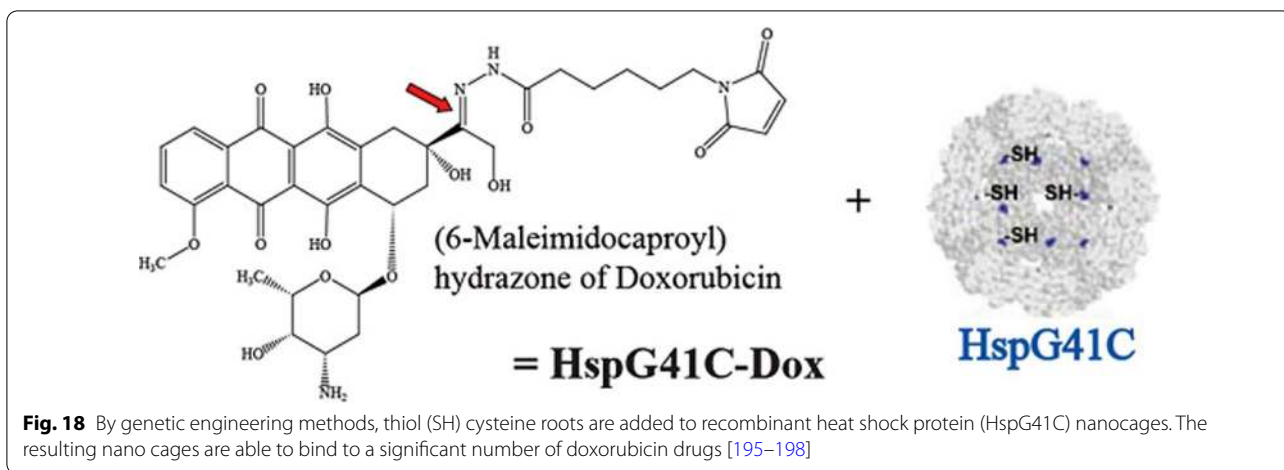 O
HO
N
H
N
O
N
O
O
OH
OH
O
O
HO
H₃C
O
O
H₃C
O
HO
NH₂
(6-Maleimidocaproyl)
hydrazone of Doxorubicin
= HspG41C-Dox
+
-SH
-SH
SH-
-SH
HspG41C
Fig. 18 By genetic engineering methods, thiol (SH) cysteine roots are added to recombinant heat shock protein (HspG41C) nanocages. The
resulting nano cages are able to bind to a significant number of doxorubicin drugs [195–198]